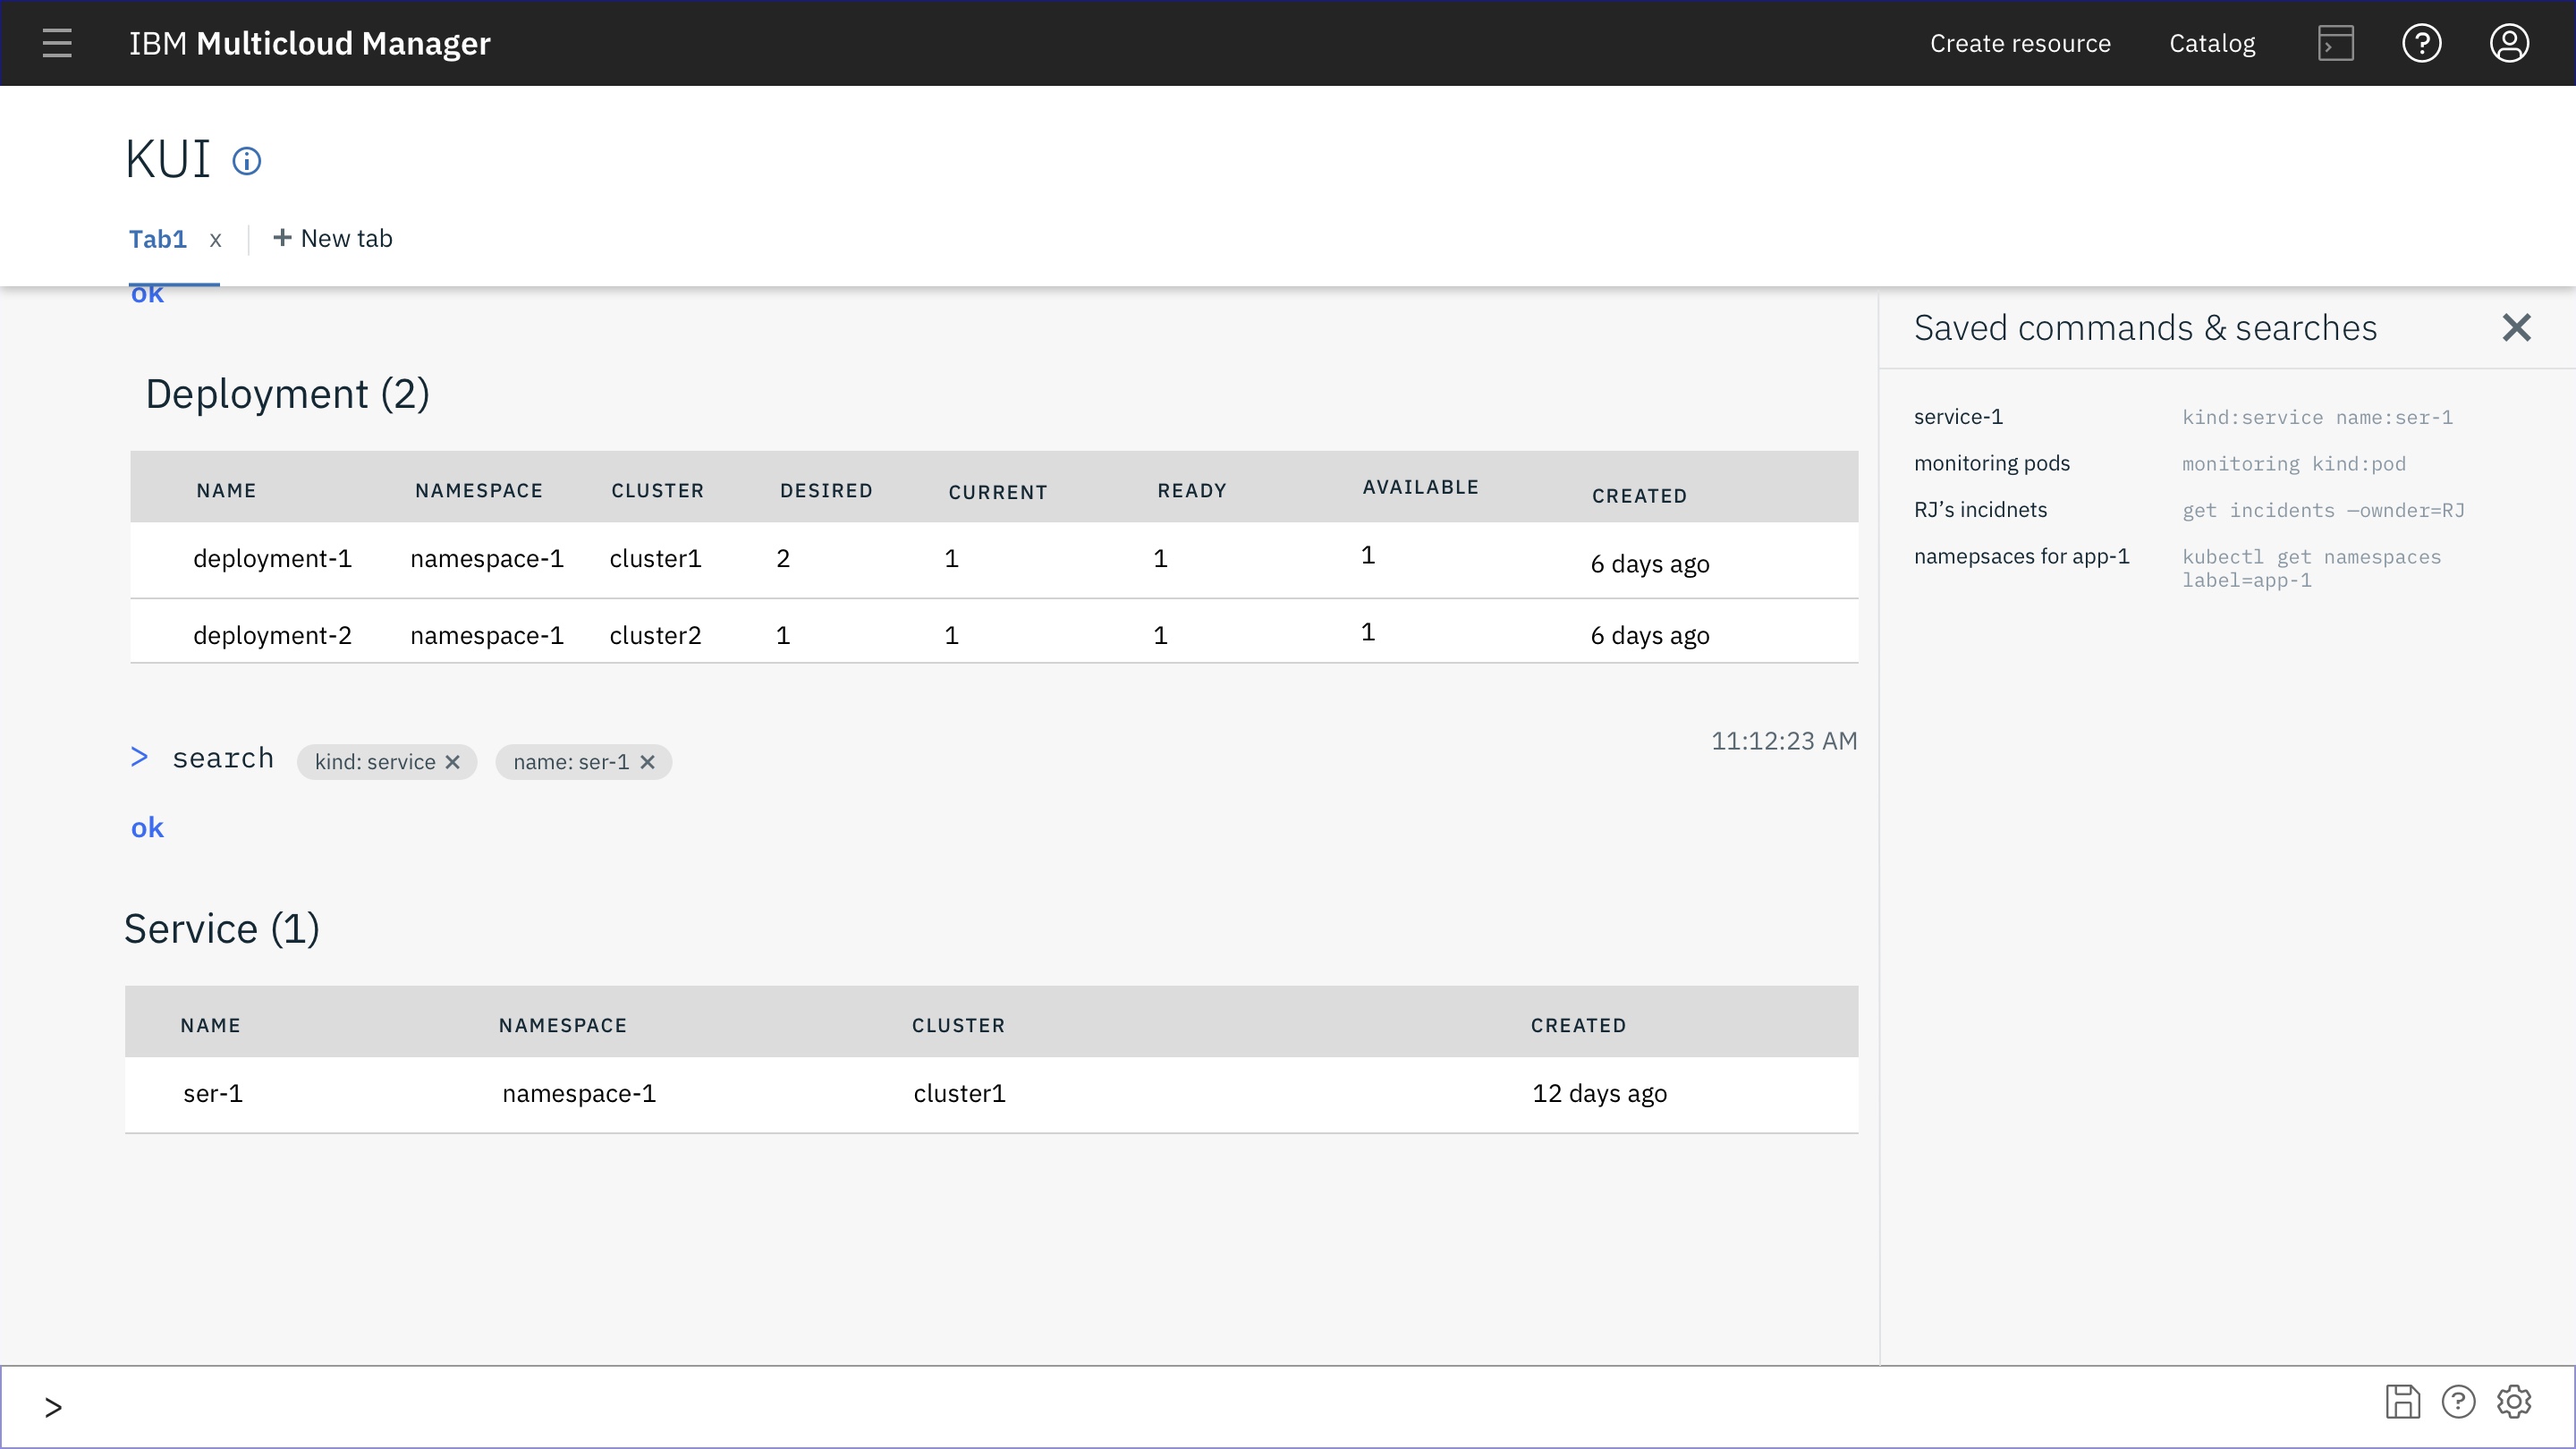 IBM Multicloud Manager
Create resource Catalog
KUI
Tab1 x + New tab
ok
Deployment (2)
NAME NAMESPACE CLUSTER DESIRED CURRENT READY AVAILABLE CREATED
deployment-1 namespace-1 cluster1 2 1 1 1 6 days ago
deployment-2 namespace-1 cluster2 1 1 1 1 6 days ago
> search kind: service × name: ser-1 ×
11:12:23 AM
ok
Service (1)
NAME NAMESPACE CLUSTER CREATED
ser-1 namespace-1 cluster1 12 days ago
Saved commands & searches
service-1 kind:service name:ser-1
monitoring pods monitoring kind:pod
RJ’s incidnets get incidents —ownder=RJ
namepsaces for app-1 kubectl get namespaces
label=app-1
>